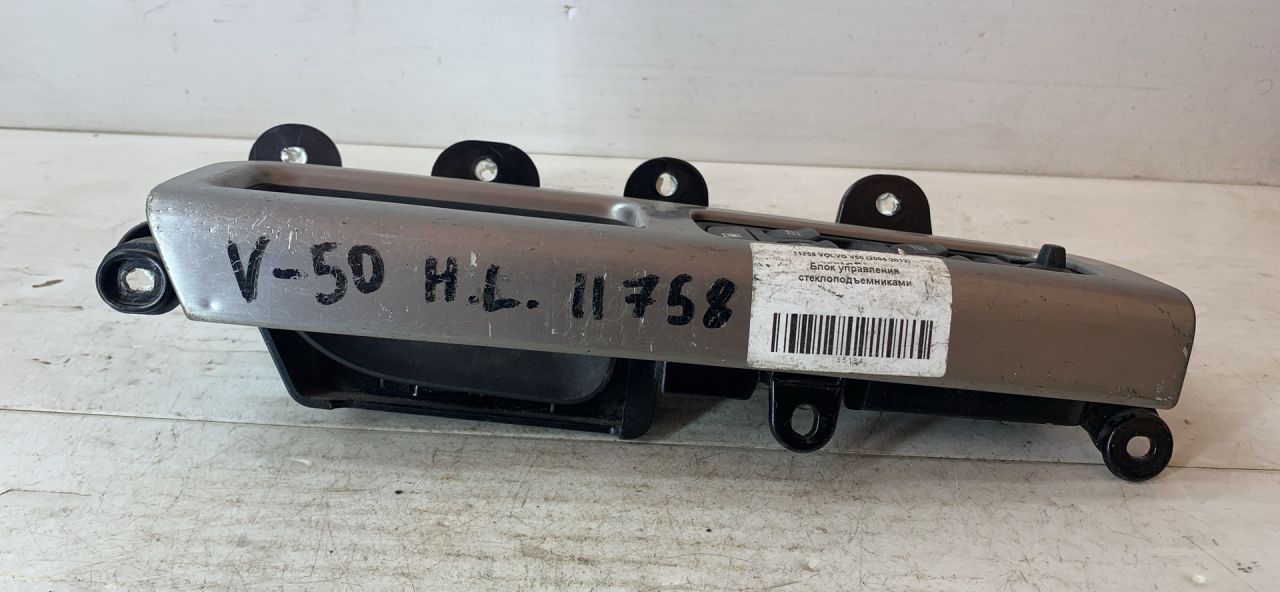 V-50 H.L. 11758
11758 VOLVO V50 (2004-2012)
Блок управления
стеклоподъемниками